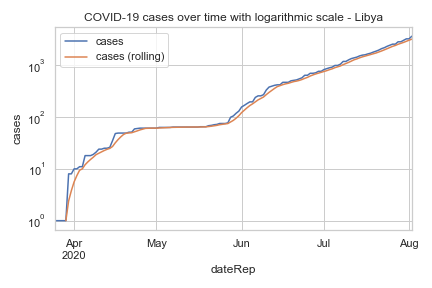 COVID-19 cases over time with logarithmic scale - Libya
cases
cases (rolling)
10³
10²
10¹
10⁰
cases
Apr
2020
May
Jun
Jul
Aug
dateRep